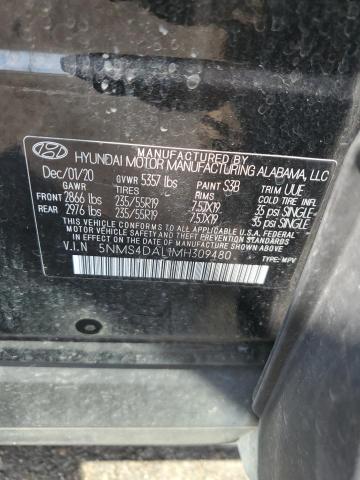 MANUFACTURED BY
HYUNDAI MOTOR MANUFACTURING ALABAMA, LLC
Dec/01/20 GVWR 5357 lbs PAINT S3B TRIM UUE
GAWR TIRES RIMS COLD TIRE INFL
FRONT 2866 lbs 235/55R19 7.5JX19 35 psi SINGLE
REAR 2976 lbs 235/55R19 7.5JX19 35 psi SINGLE
THIS VEHICLE CONFORMS TO ALL APPLICABLE U.S.A. FEDERAL
MOTOR VEHICLE SAFETY, BUMPER, AND THEFT PREVENTION STANDARDS
IN EFFECT ON THE DATE OF MANUFACTURE SHOWN ABOVE.
V.I.N 5NMS4DAL1MH309480 TYPE: MPV